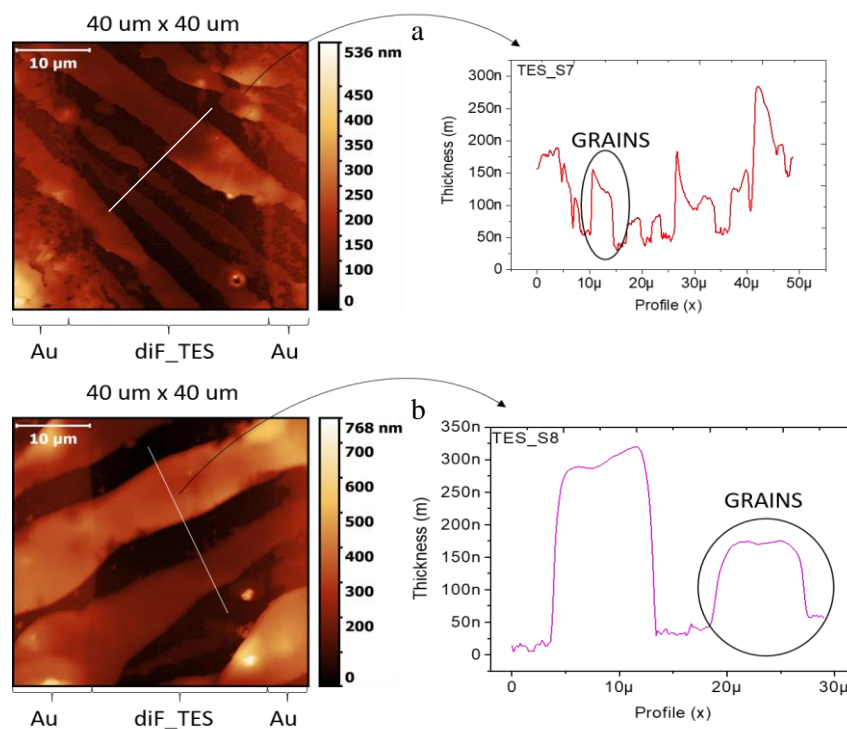 40 um x 40 um
a
10 µm
536 nm
450
400
350
300
250
200
150
100
50
0
Au
diF_TES
Au
TES_S7
GRAINS
300n
250n
200n
150n
100n
50n
0
Thickness (m)
0
10µ
20µ
30µ
40µ
50µ
Profile (x)
40 um x 40 um
b
10 µm
768 nm
700
600
500
400
300
200
100
0
Au
diF_TES
Au
TES_S8
GRAINS
350n
300n
250n
200n
150n
100n
50n
0
Thickness (m)
0
10µ
20µ
30µ
Profile (x)